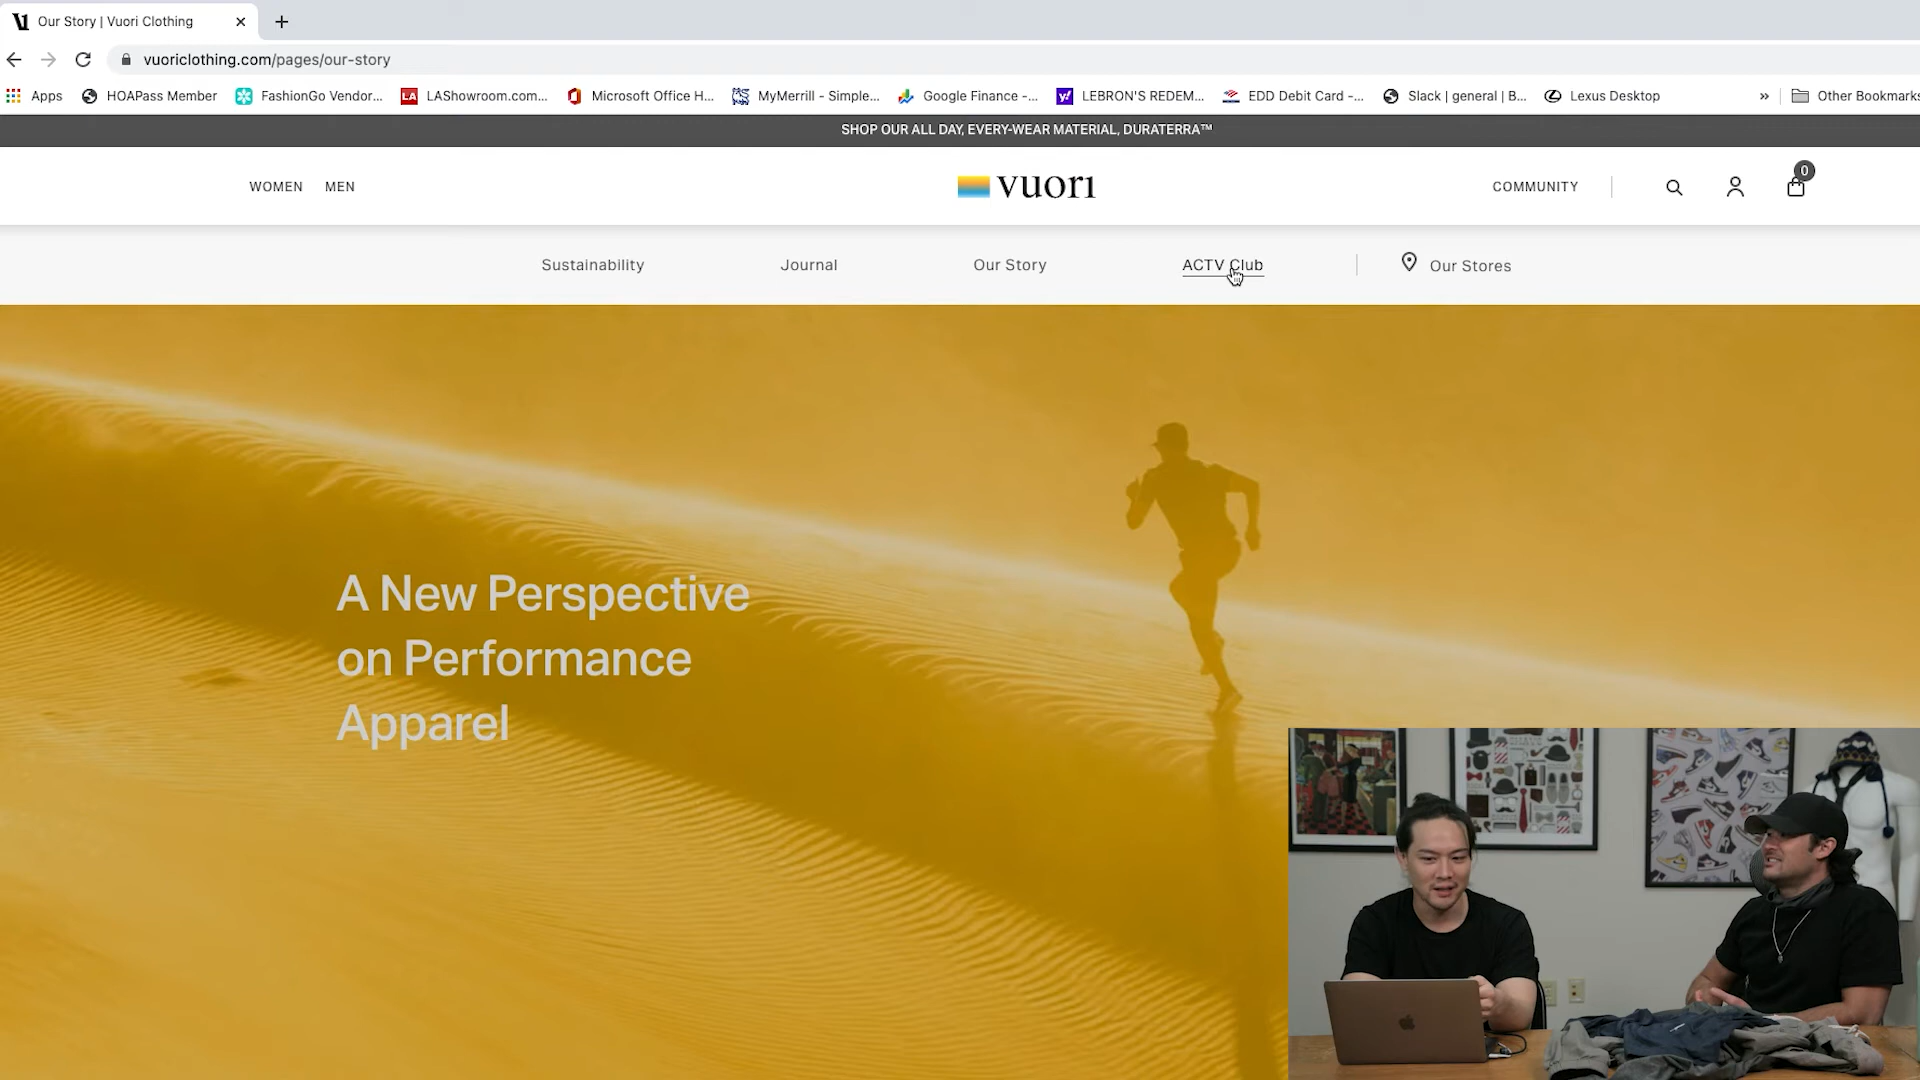 Our Story | Vuori Clothing
vuoriclothing.com/pages/our-story
Apps HOAPass Member FashionGo Vendor... LA LAShowroom.com... Microsoft Office H... MyMerrill - Simple... Google Finance -... y! LEBRON'S REDEM... EDD Debit Card -... Slack | general | B... Lexus Desktop » Other Bookmarks
SHOP OUR ALL DAY, EVERY-WEAR MATERIAL, DURATERRA™
WOMEN MEN vuori COMMUNITY 0
Sustainability Journal Our Story ACTV Club Our Stores
A New Perspective
on Performance
Apparel